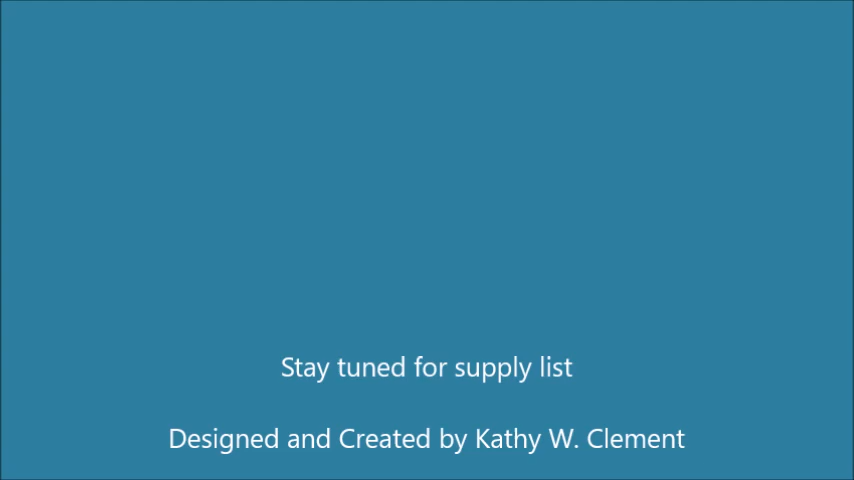 Stay tuned for supply list
Designed and Created by Kathy W. Clement